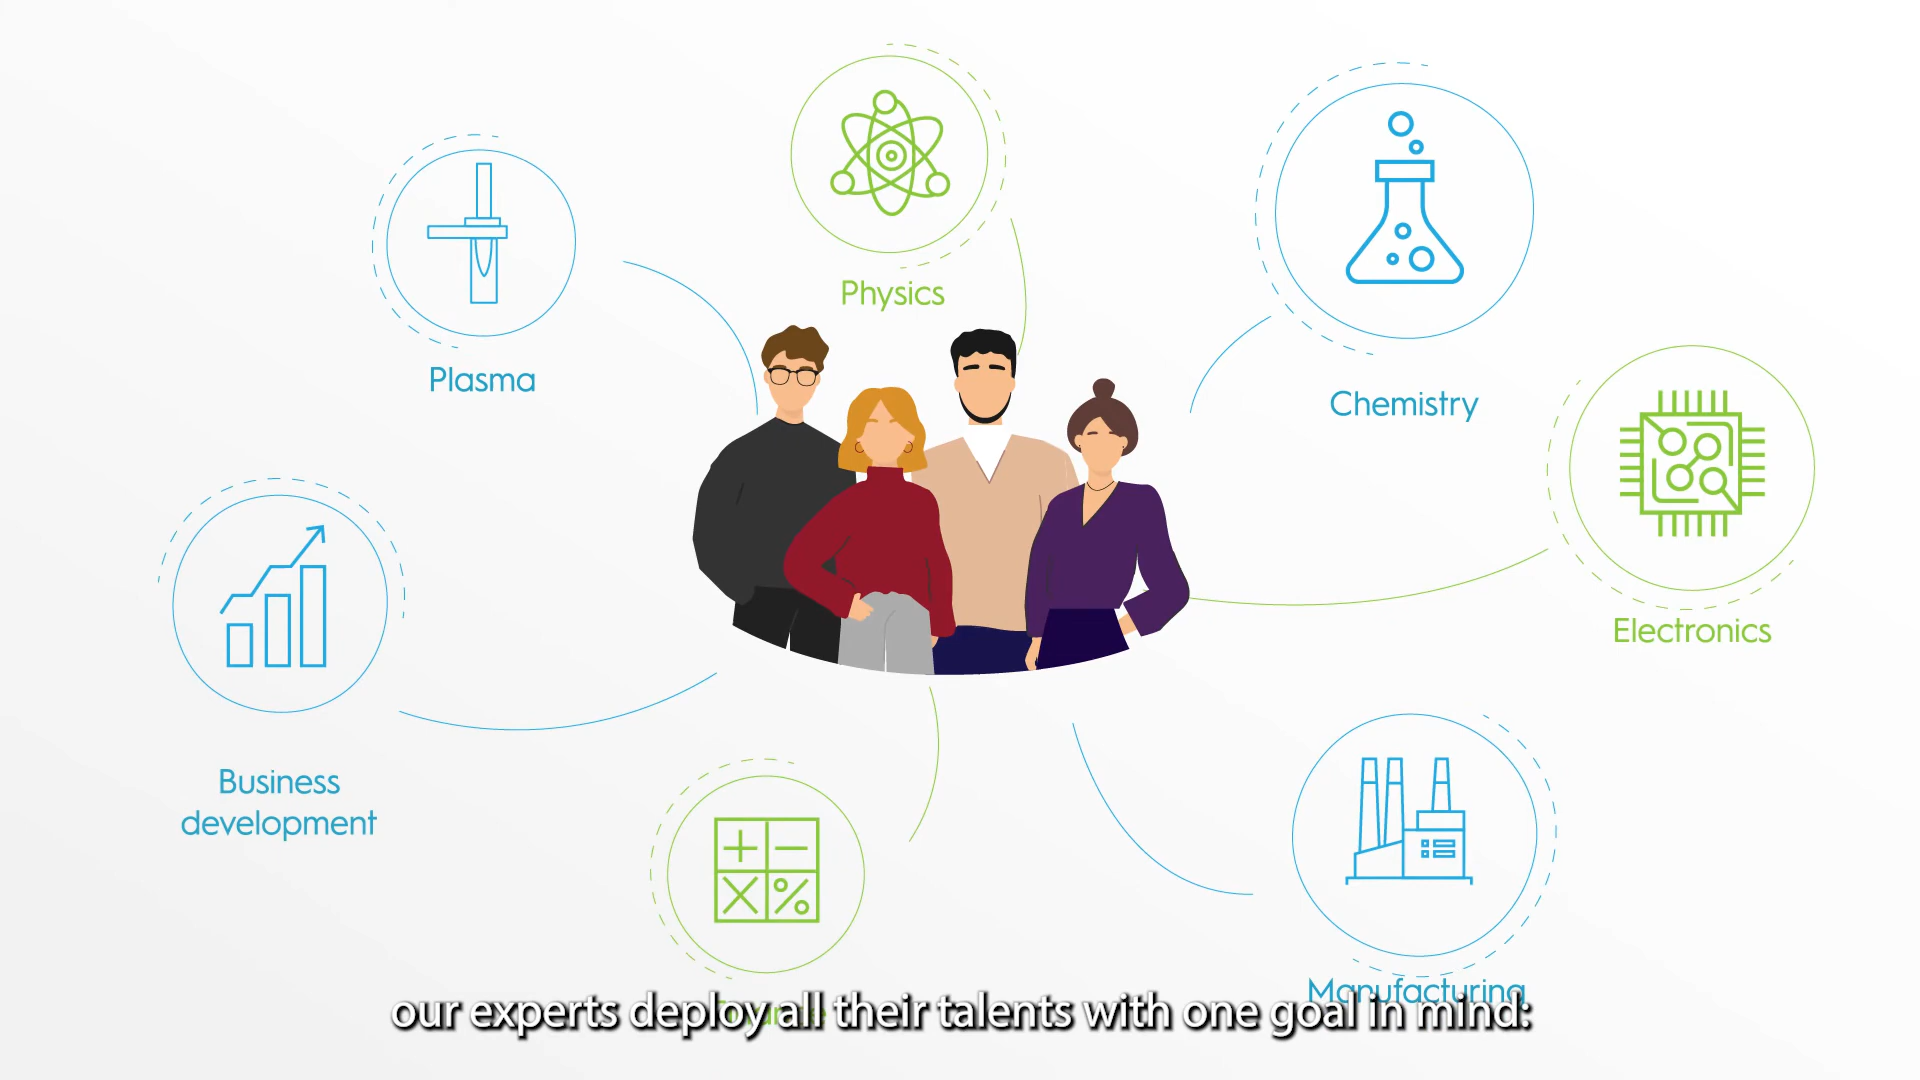 Physics
Plasma
Chemistry
Electronics
Business
development
Manufacturing
our experts deploy all their talents with one goal in mind: